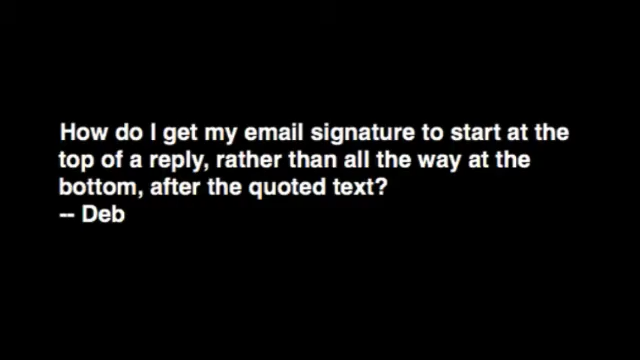 How do I get my email signature to start at the
top of a reply, rather than all the way at the
bottom, after the quoted text?
-- Deb